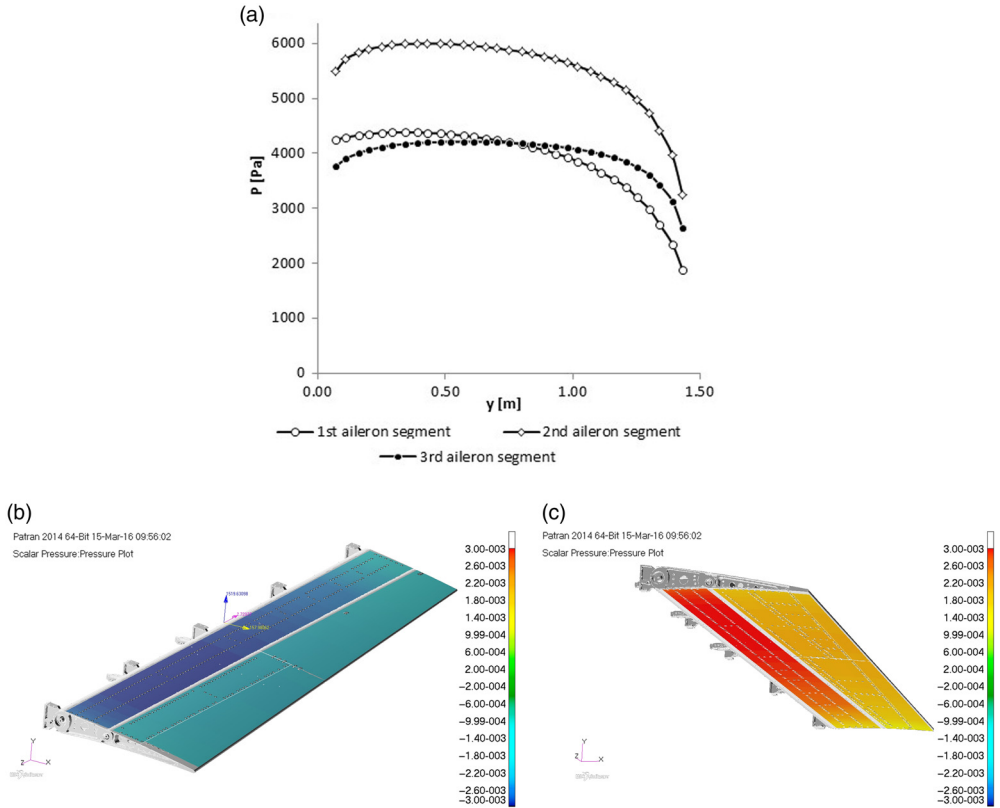 (a)
6000
5000
4000
3000
2000
1000
0
P [Pa]
0.00 0.50 1.00 1.50
y [m]
1st aileron segment 2nd aileron segment
3rd aileron segment
(b)
Patran 2014 64-Bit 15-Mar-16 09:56:02
Scalar Pressure:Pressure Plot
3.00-003
2.60-003
2.20-003
1.80-003
1.40-003
9.99-004
6.00-004
2.00-004
-2.00-004
-6.00-004
-9.99-004
-1.40-003
-1.80-003
-2.20-003
-2.60-003
-3.00-003
Y
Z X
(c)
Patran 2014 64-Bit 15-Mar-16 09:56:02
Scalar Pressure:Pressure Plot
3.00-003
2.60-003
2.20-003
1.80-003
1.40-003
9.99-004
6.00-004
2.00-004
-2.00-004
-6.00-004
-9.99-004
-1.40-003
-1.80-003
-2.20-003
-2.60-003
-3.00-003
Y
Z X